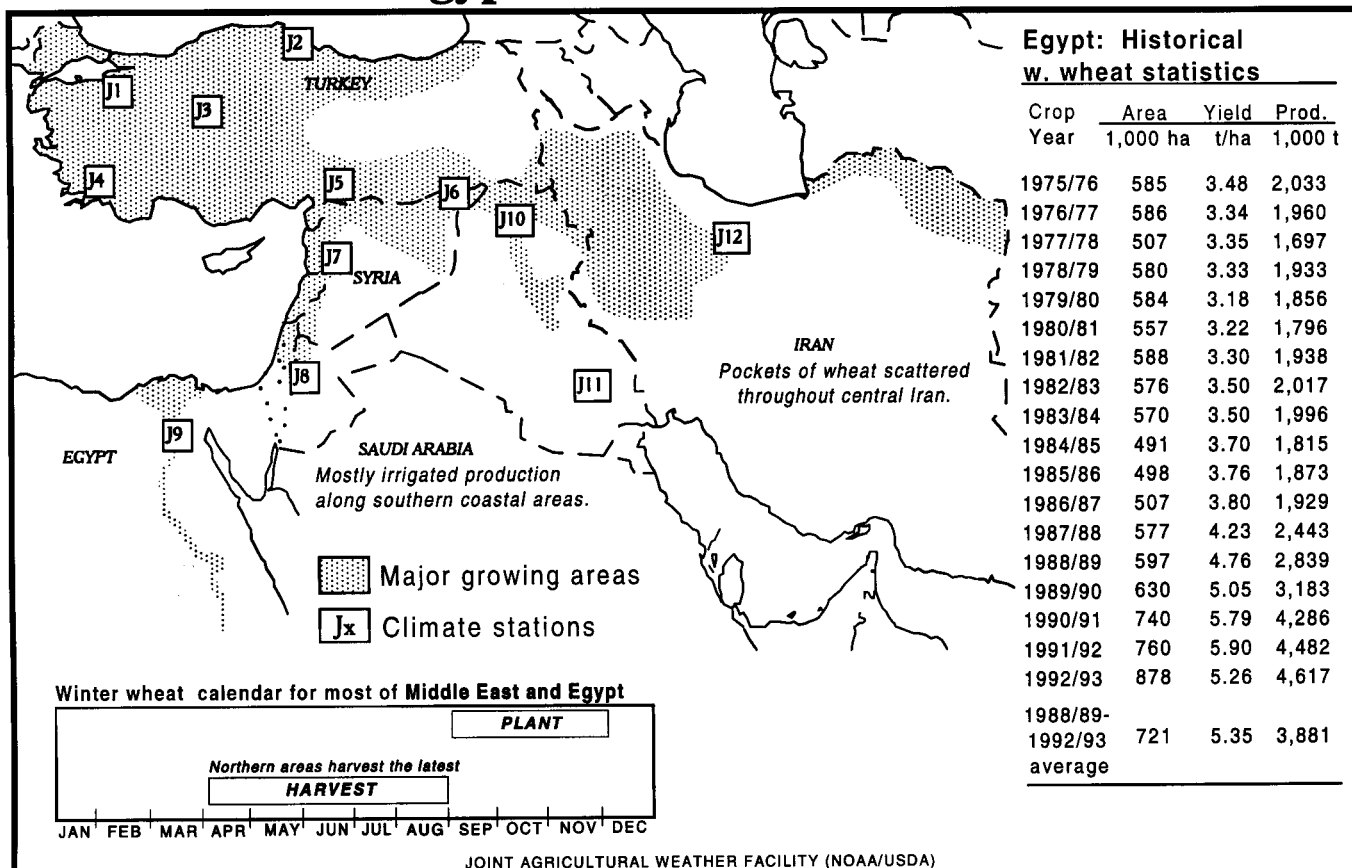 J1
J2
TURKEY
J3
J4
J5
J6
J10
J12
J7
SYRIA
J8
J11
IRAN
Pockets of wheat scattered
throughout central Iran.
J9
EGYPT
SAUDI ARABIA
Mostly irrigated production
along southern coastal areas.
Major growing areas
Jx Climate stations
Egypt: Historical
w. wheat statistics
Crop Area Yield Prod.
Year 1,000 ha t/ha 1,000 t
1975/76 585 3.48 2,033
1976/77 586 3.34 1,960
1977/78 507 3.35 1,697
1978/79 580 3.33 1,933
1979/80 584 3.18 1,856
1980/81 557 3.22 1,796
1981/82 588 3.30 1,938
1982/83 576 3.50 2,017
1983/84 570 3.50 1,996
1984/85 491 3.70 1,815
1985/86 498 3.76 1,873
1986/87 507 3.80 1,929
1987/88 577 4.23 2,443
1988/89 597 4.76 2,839
1989/90 630 5.05 3,183
1990/91 740 5.79 4,286
1991/92 760 5.90 4,482
1992/93 878 5.26 4,617
1988/89-
1992/93 721 5.35 3,881
average
Winter wheat calendar for most of Middle East and Egypt
PLANT
Northern areas harvest the latest
HARVEST
JAN FEB MAR APR MAY JUN JUL AUG SEP OCT NOV DEC
JOINT AGRICULTURAL WEATHER FACILITY (NOAA/USDA)